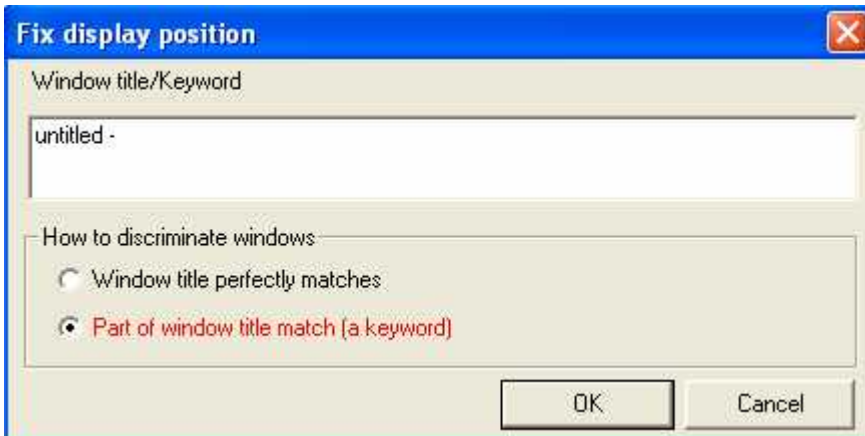 Fix display position
Window title/Keyword
untitled -
How to discriminate windows
Window title perfectly matches
Part of window title match (a keyword)
OK
Cancel